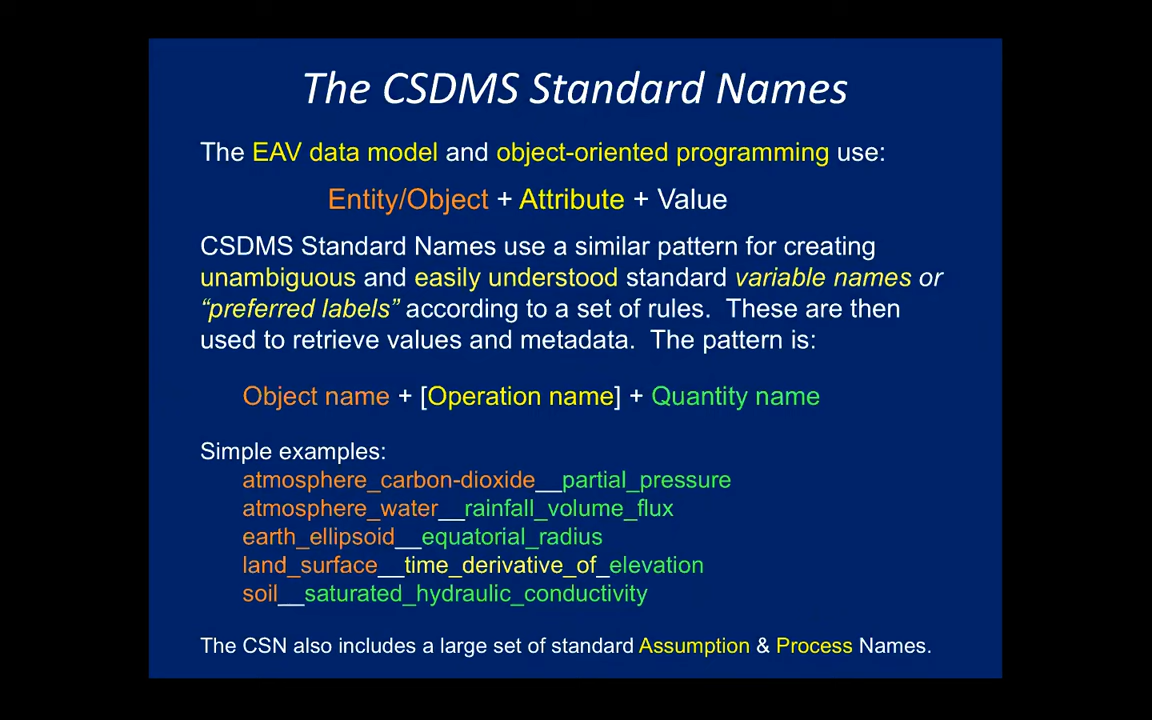 The CSDMS Standard Names
The EAV data model and object-oriented programming use:
Entity/Object + Attribute + Value
CSDMS Standard Names use a similar pattern for creating
unambiguous and easily understood standard variable names or
“preferred labels” according to a set of rules.  These are then
used to retrieve values and metadata.  The pattern is:
Object name + [Operation name] + Quantity name
Simple examples:
atmosphere_carbon-dioxide__partial_pressure
atmosphere_water__rainfall_volume_flux
earth_ellipsoid__equatorial_radius
land_surface__time_derivative_of_elevation
soil__saturated_hydraulic_conductivity
The CSN also includes a large set of standard Assumption & Process Names.